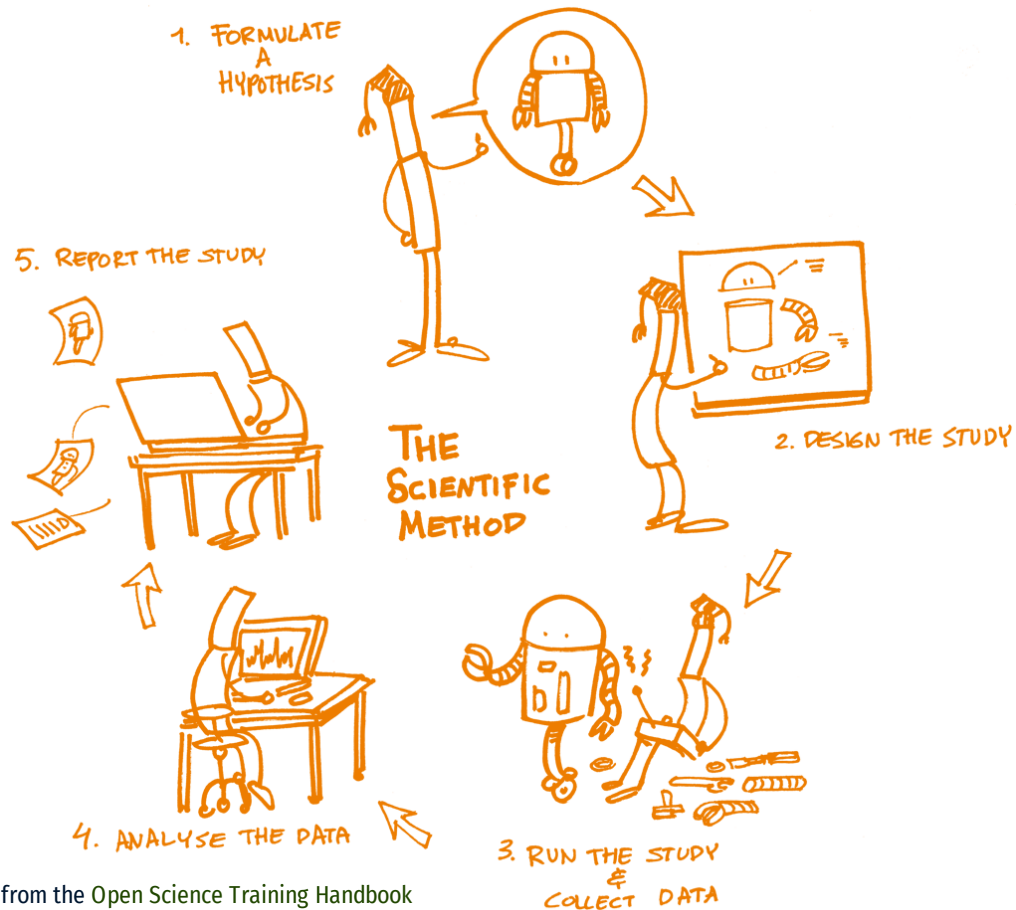 1. FORMULATE
A
HYPOTHESIS
5. REPORT THE STUDY
2. DESIGN THE STUDY
THE
SCIENTIFIC
METHOD
4. ANALYSE THE DATA
3. RUN THE STUDY
&
COLLECT DATA
from the Open Science Training Handbook